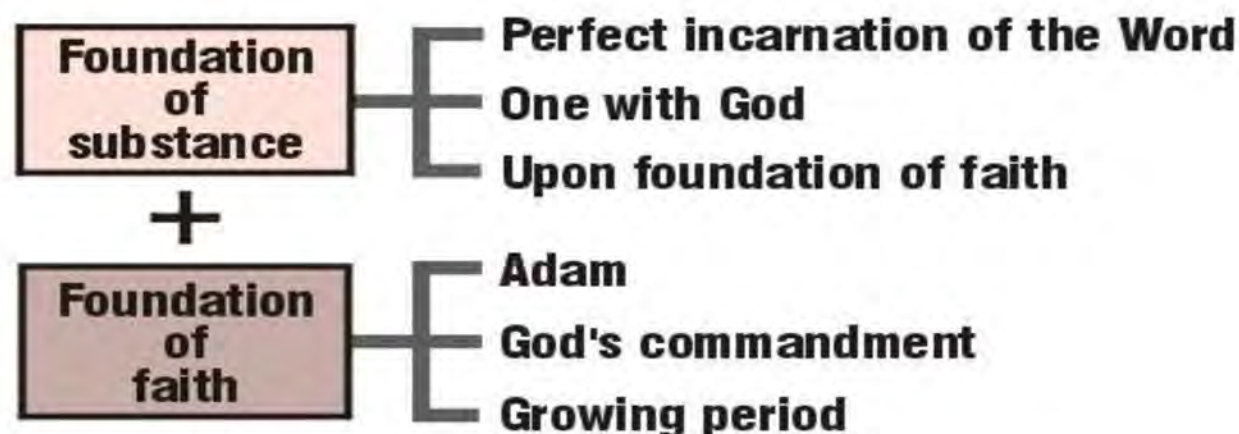 Foundation
of
substance
Perfect incarnation of the Word
One with God
Upon foundation of faith
+
Foundation
of
faith
Adam
God's commandment
Growing period